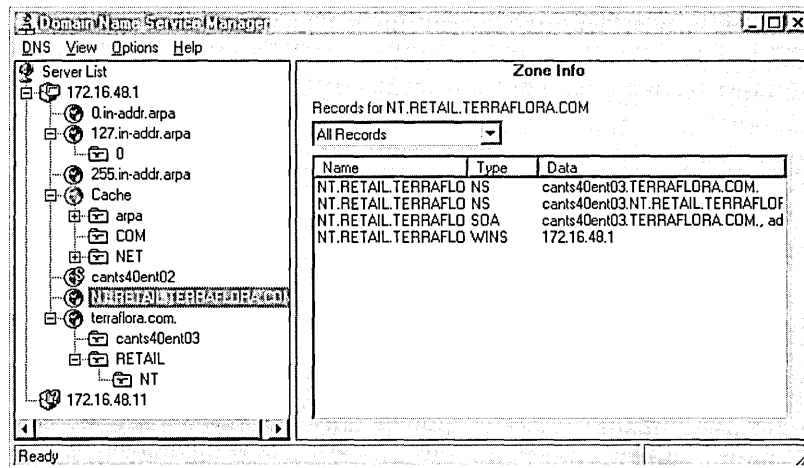 Domain Name Service Manager
DNS View Options Help
Server List
172.16.48.1
0.in-addr.arpa
127.in-addr.arpa
0
255.in-addr.arpa
Cache
arpa
COM
NET
cants40ent02
NT.RETAIL.TERRAFLORA.COM
terraflora.com.
cants40ent03
RETAIL
NT
172.16.48.11
Zone Info
Records for NT.RETAIL.TERRAFLORA.COM
All Records
Name Type Data
NT.RETAIL.TERRAFLO NS cants40ent03.TERRAFLORA.COM.
NT.RETAIL.TERRAFLO NS cants40ent03.NT.RETAIL.TERRAFLOF
NT.RETAIL.TERRAFLO SOA cants40ent03.TERRAFLORA.COM., ad
NT.RETAIL.TERRAFLO WINS 172.16.48.1
Ready